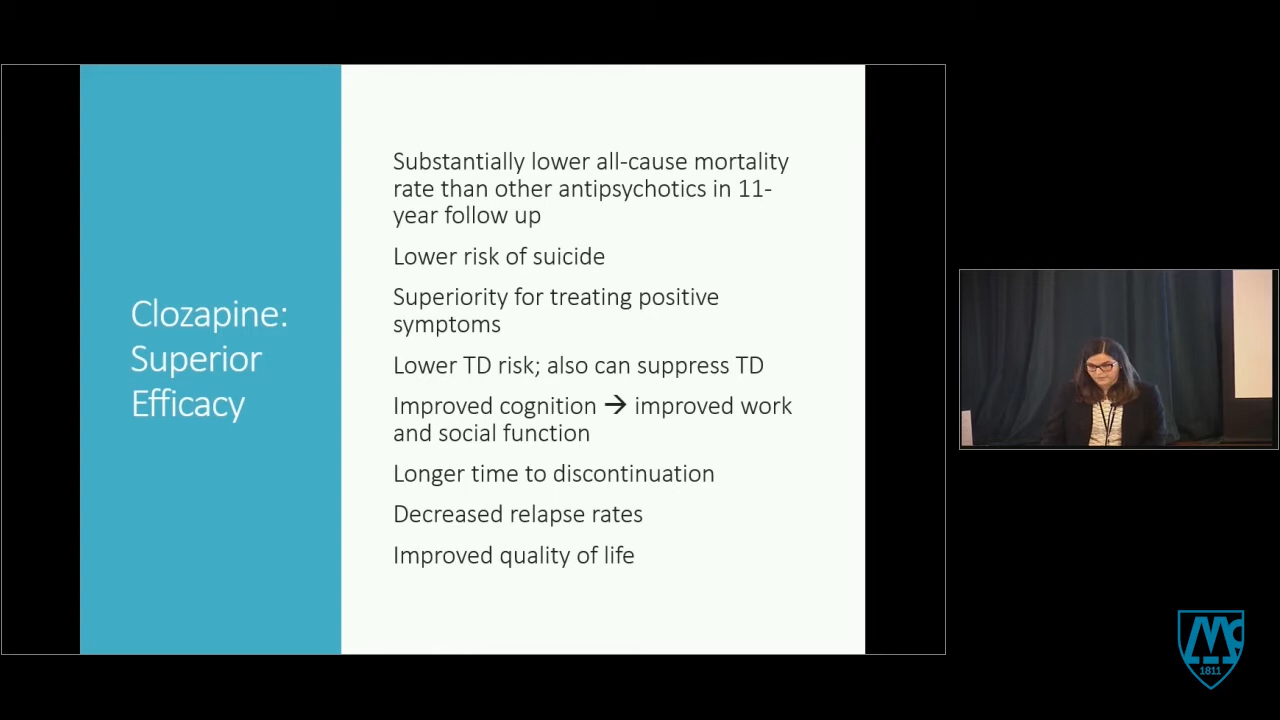 Clozapine:
Superior
Efficacy
Substantially lower all-cause mortality
rate than other antipsychotics in 11-
year follow up
Lower risk of suicide
Superiority for treating positive
symptoms
Lower TD risk; also can suppress TD
Improved cognition → improved work
and social function
Longer time to discontinuation
Decreased relapse rates
Improved quality of life
1811